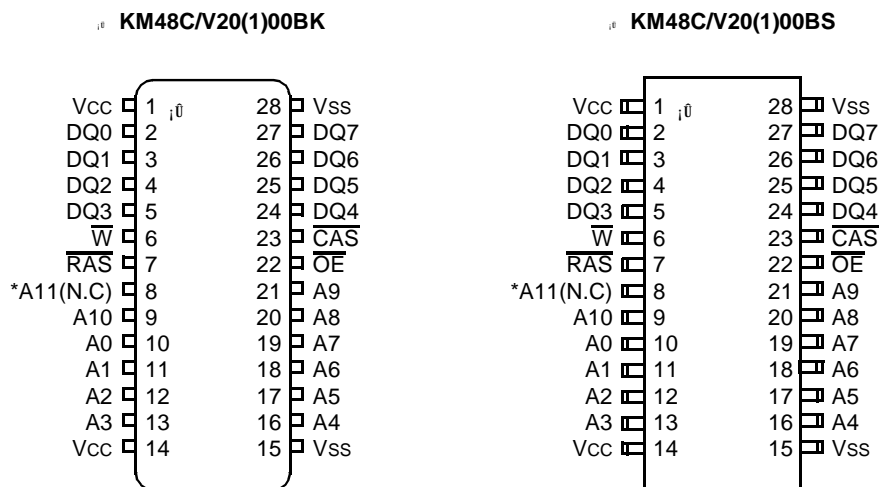 ¡Û KM48C/V20(1)00BK
VCC 1 ¡Û 28 VSS
DQ0 2 27 DQ7
DQ1 3 26 DQ6
DQ2 4 25 DQ5
DQ3 5 24 DQ4
W 6 23 CAS
RAS 7 22 OE
*A11(N.C) 8 21 A9
A10 9 20 A8
A0 10 19 A7
A1 11 18 A6
A2 12 17 A5
A3 13 16 A4
VCC 14 15 VSS
¡Û KM48C/V20(1)00BS
VCC 1 ¡Û 28 VSS
DQ0 2 27 DQ7
DQ1 3 26 DQ6
DQ2 4 25 DQ5
DQ3 5 24 DQ4
W 6 23 CAS
RAS 7 22 OE
*A11(N.C) 8 21 A9
A10 9 20 A8
A0 10 19 A7
A1 11 18 A6
A2 12 17 A5
A3 13 16 A4
VCC 14 15 VSS